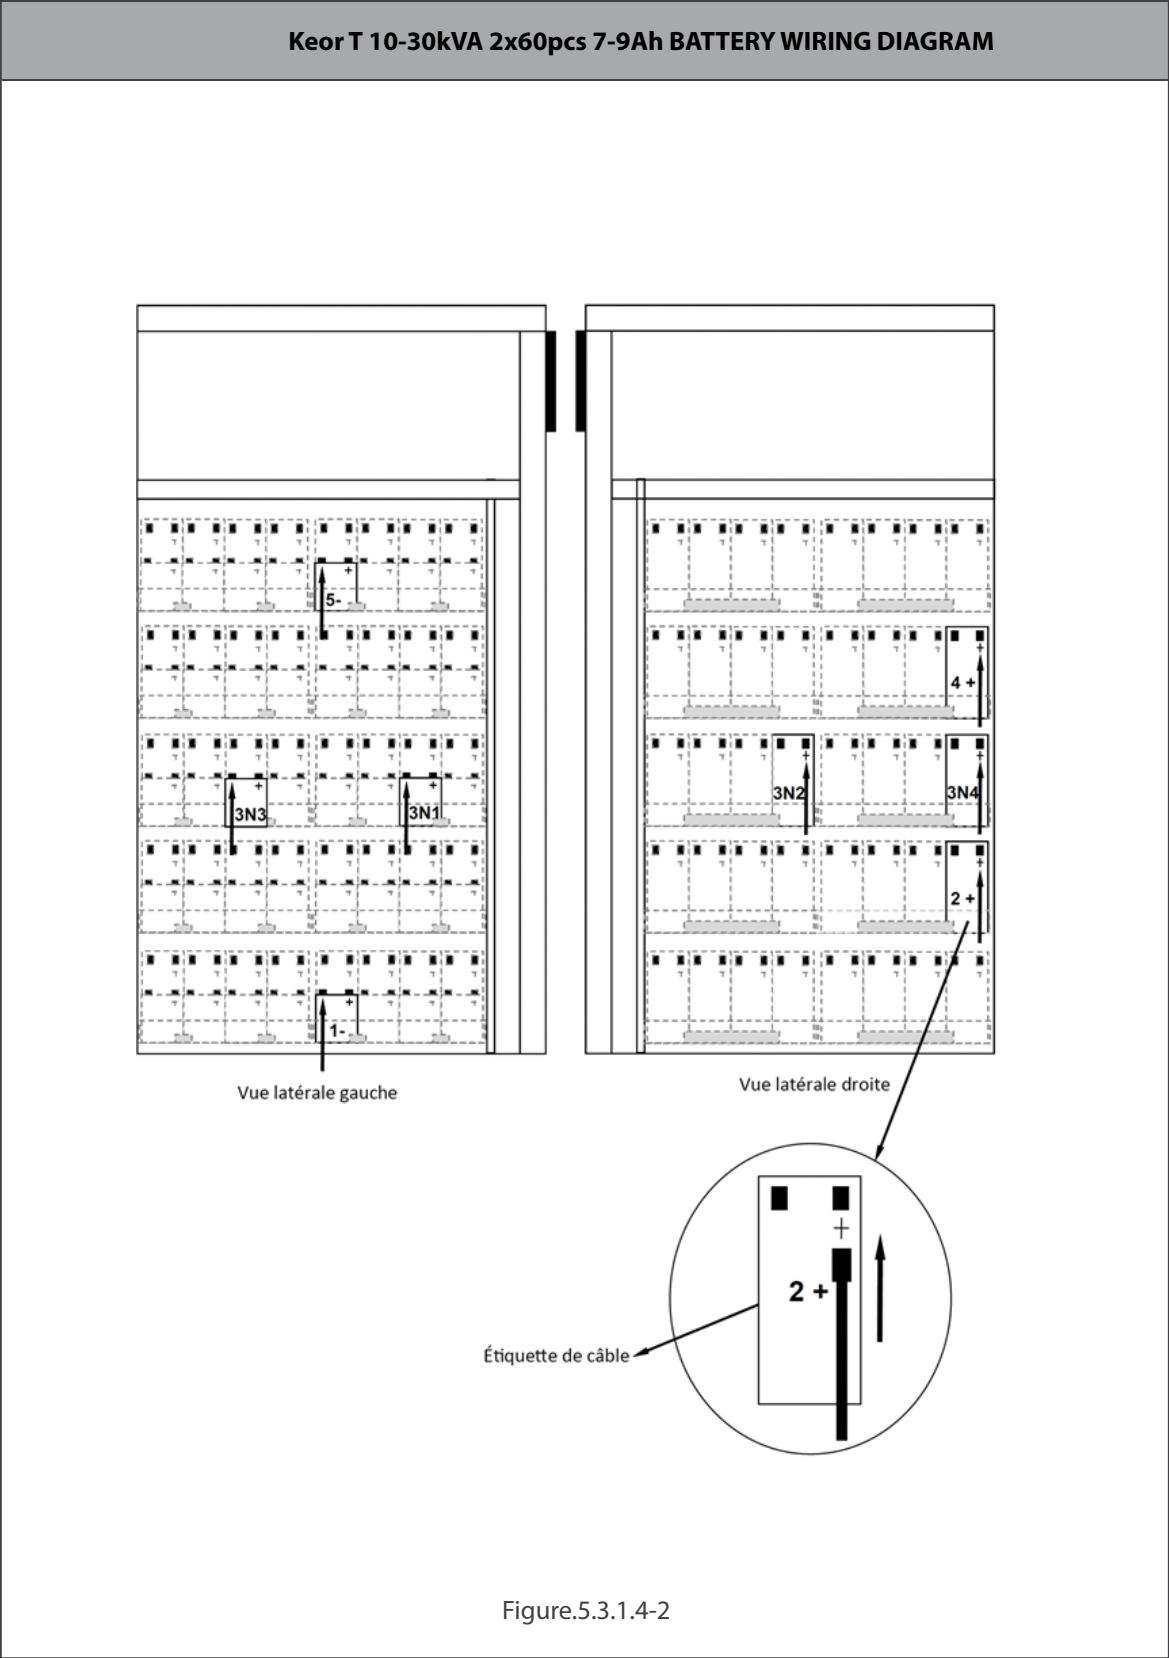 Keor T 10-30kVA 2x60pcs 7-9Ah BATTERY WIRING DIAGRAM
+
5-
+
4 +
+
3N3
+
3N1
+
3N2
+
3N4
+
2 +
+
1-
Vue latérale gauche
Vue latérale droite
+
2 +
Étiquette de câble
Figure.5.3.1.4-2